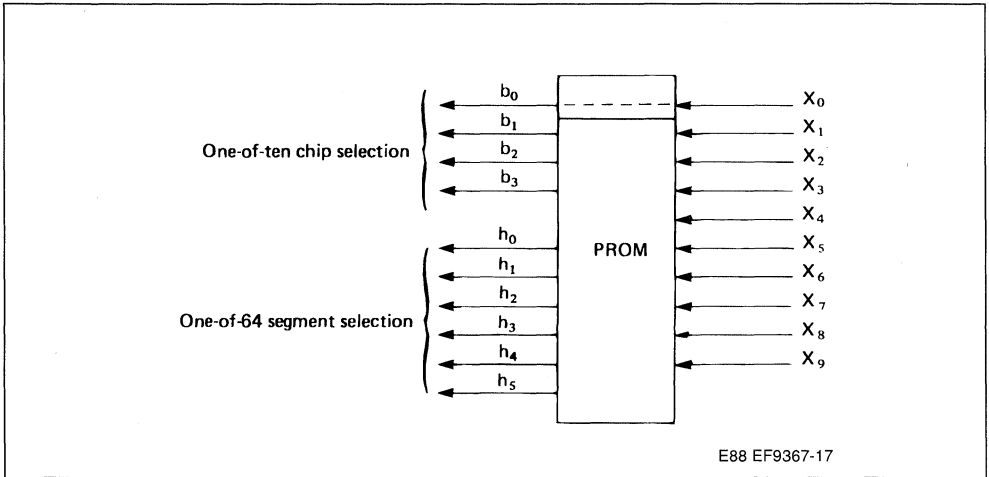 b₀
X₀
b₁
X₁
One-of-ten chip selection
b₂
X₂
b₃
X₃
X₄
h₀
PROM
X₅
h₁
X₆
h₂
X₇
One-of-64 segment selection
h₃
X₈
h₄
X₉
h₅
E88 EF9367-17